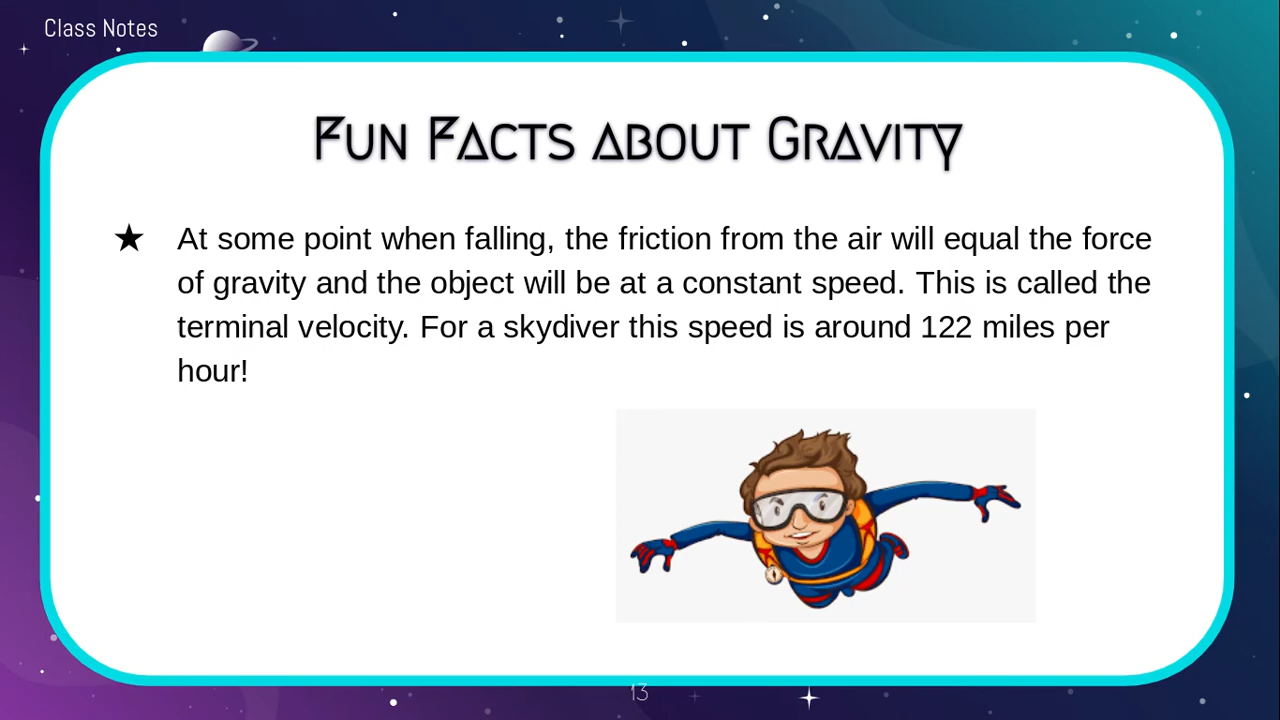 Class Notes
Fun Facts about Gravity
★ At some point when falling, the friction from the air will equal the force
of gravity and the object will be at a constant speed. This is called the
terminal velocity. For a skydiver this speed is around 122 miles per
hour!
13